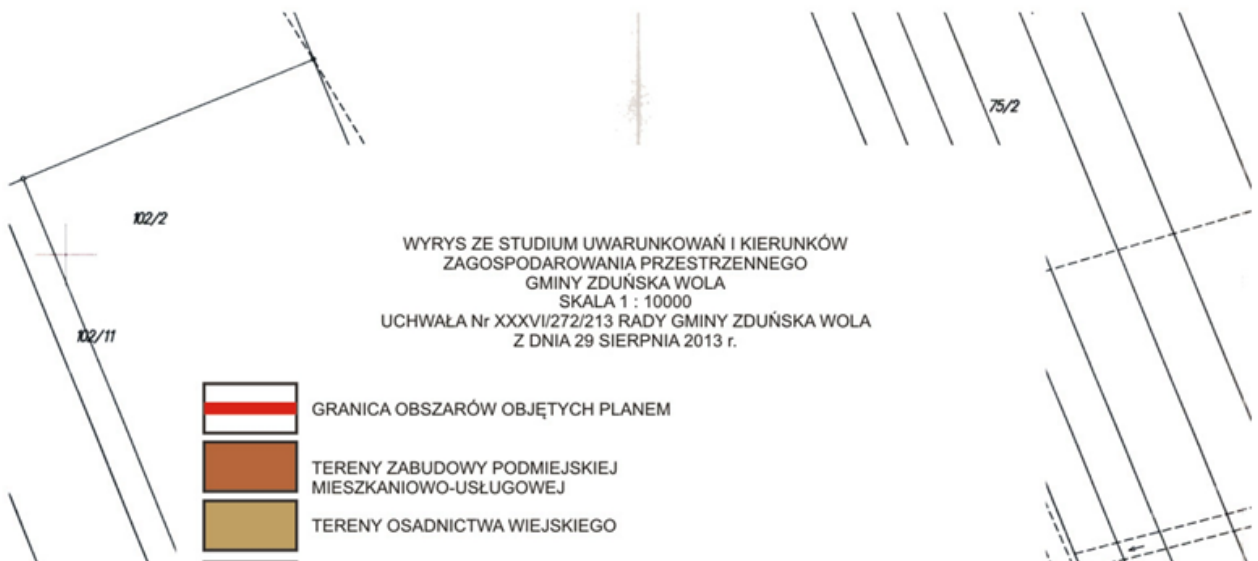 75/2
102/2
WYRYS ZE STUDIUM UWARUNKOWAŃ I KIERUNKÓW
ZAGOSPODAROWANIA PRZESTRZENNEGO
GMINY ZDUŃSKA WOLA
SKALA 1 : 10000
UCHWAŁA Nr XXXVI/272/213 RADY GMINY ZDUŃSKA WOLA
Z DNIA 29 SIERPNIA 2013 r.
102/11
GRANICA OBSZARÓW OBJĘTYCH PLANEM
TERENY ZABUDOWY PODMIEJSKIEJ
MIESZKANIOWO-USŁUGOWEJ
TERENY OSADNICTWA WIEJSKIEGO